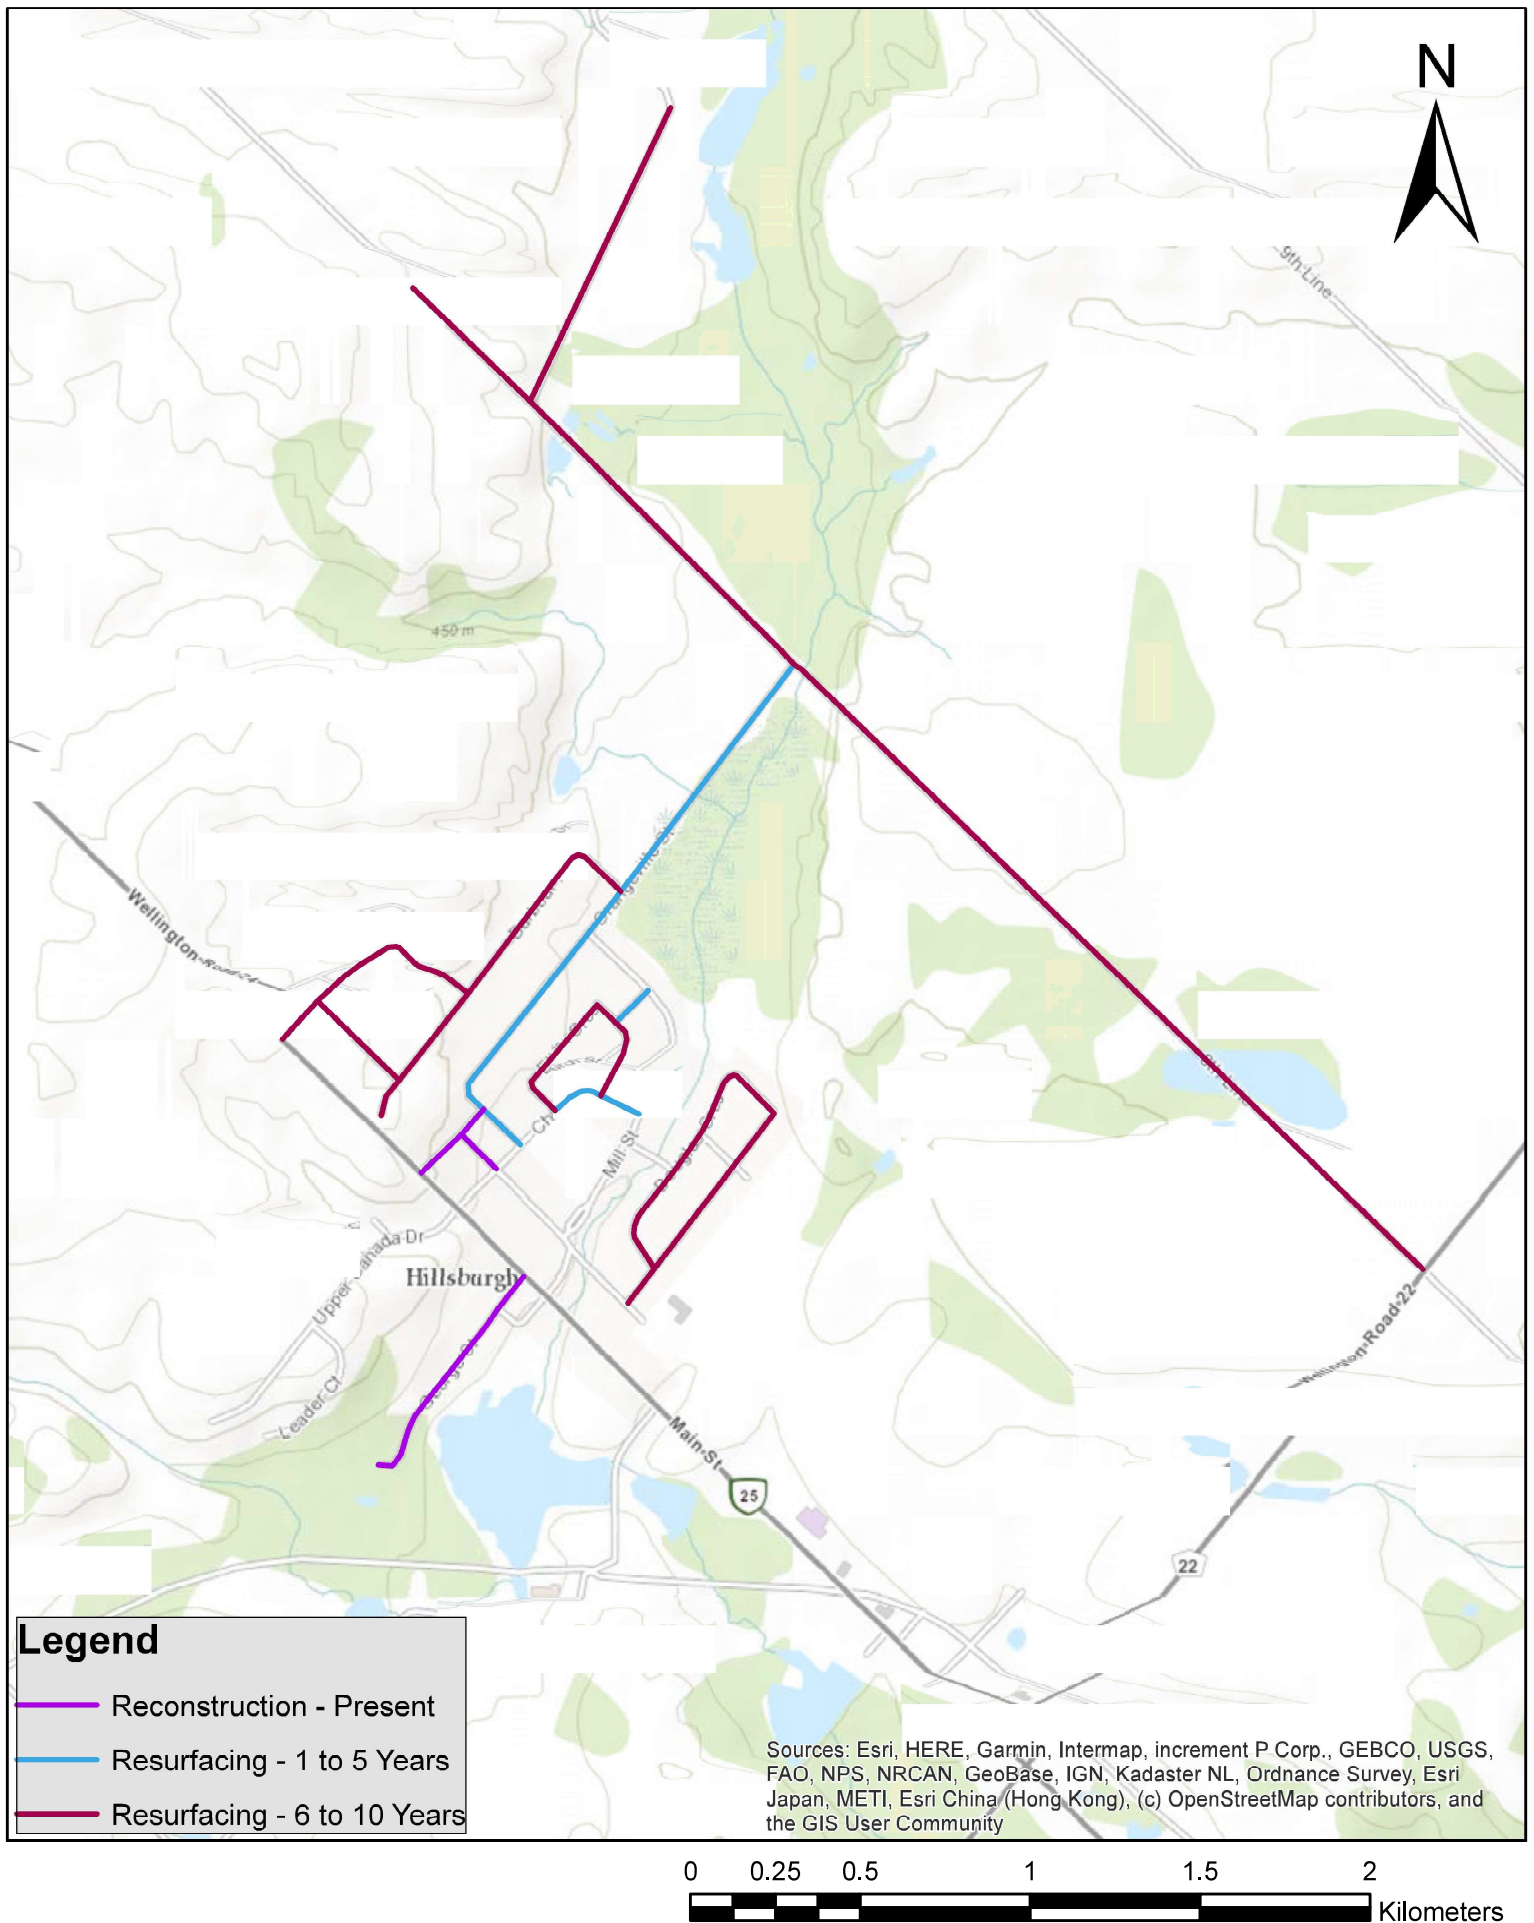 N
9th Line
450 m
Wellington Road 24
Mill St
Canada Dr
Upper
Hillsburgh
George St
Leader Ct
Main St
25
Wellington Road 22
22
Legend
Reconstruction - Present
Resurfacing - 1 to 5 Years
Resurfacing - 6 to 10 Years
Sources: Esri, HERE, Garmin, Intermap, increment P Corp., GEBCO, USGS,
FAO, NPS, NRCAN, GeoBase, IGN, Kadaster NL, Ordnance Survey, Esri
Japan, METI, Esri China (Hong Kong), (c) OpenStreetMap contributors, and
the GIS User Community
0 0.25 0.5 1 1.5 2
Kilometers